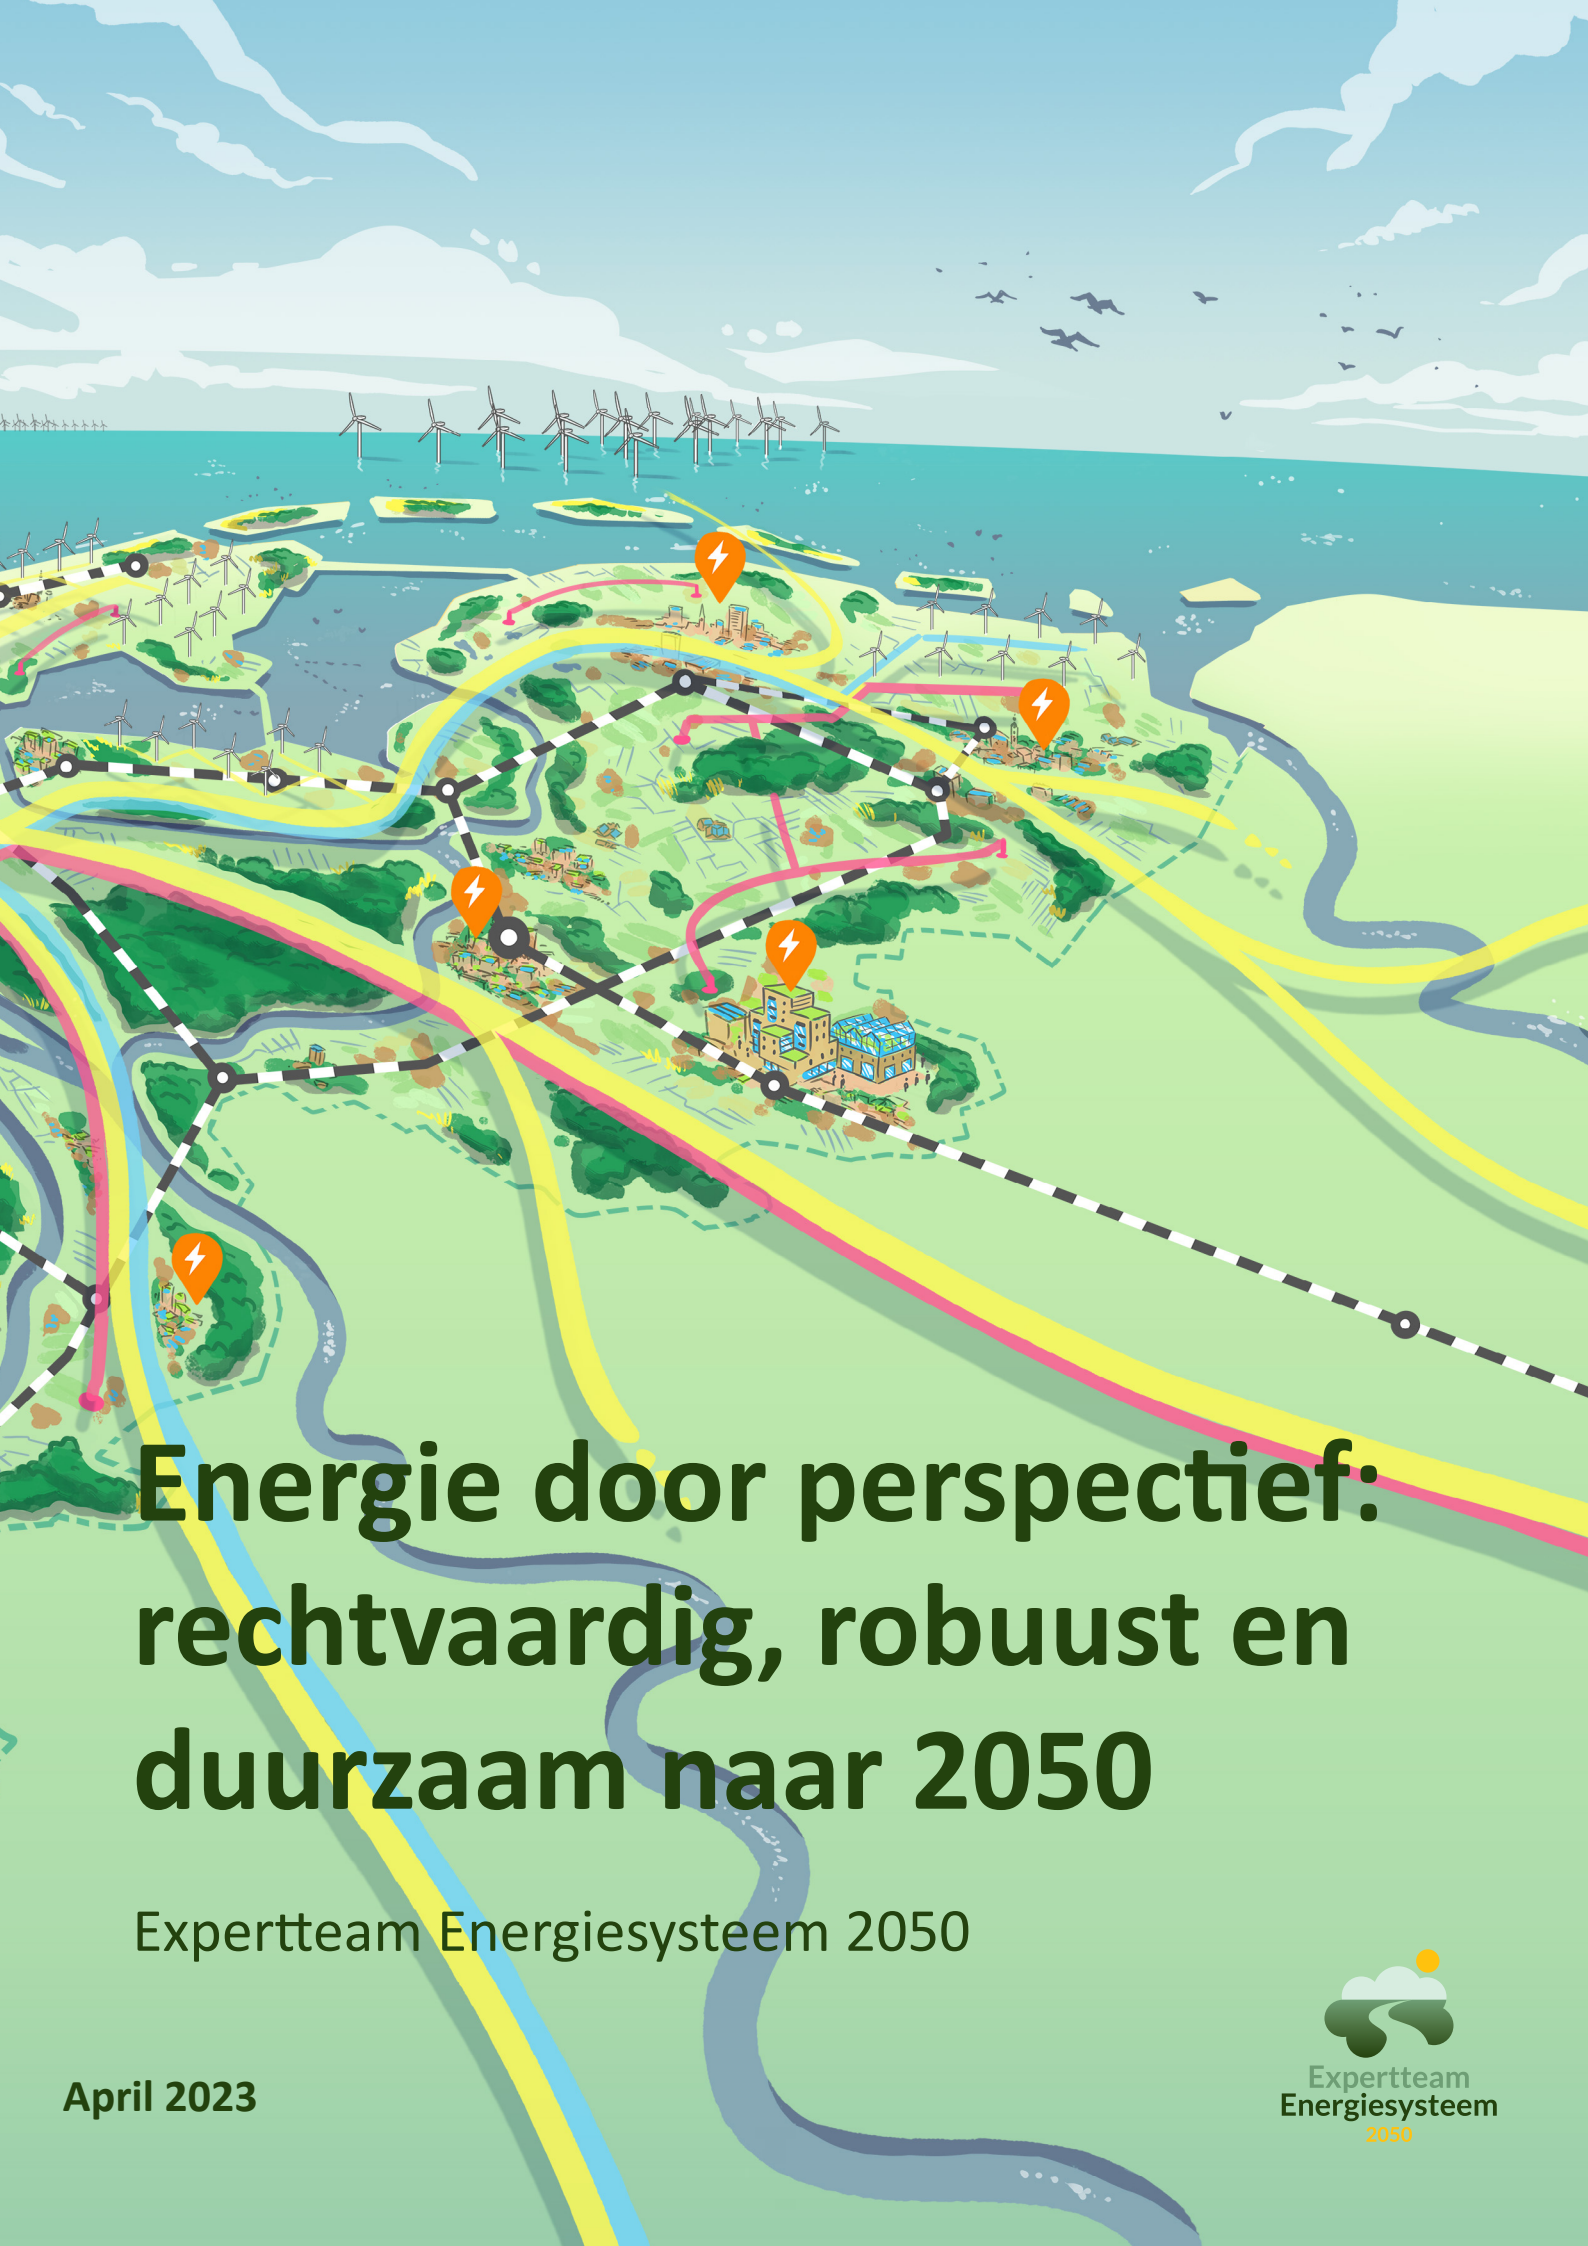 Energie door perspectief:
rechtvaardig, robuust en
duurzaam naar 2050
Expertteam Energiesysteem 2050
April 2023
Expertteam
Energiesysteem
2050